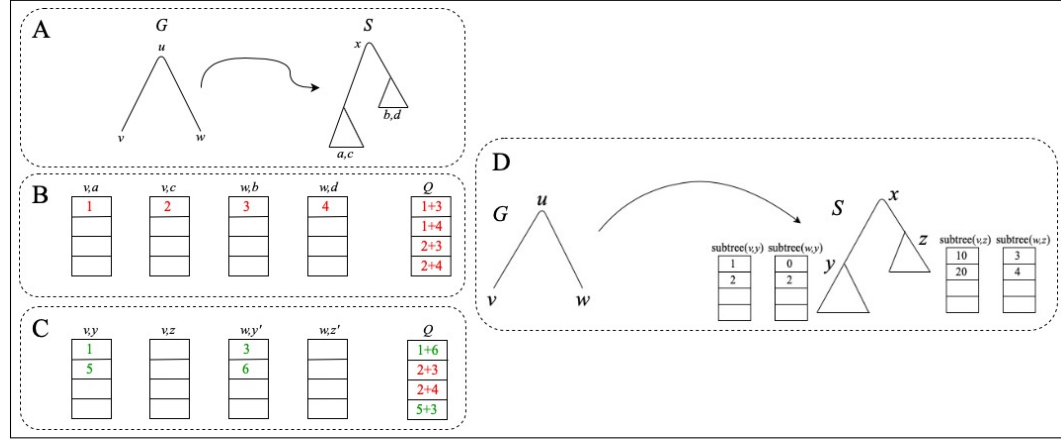 A
G
S
u
x
v
w
b,d
a,c
B
v,a v,c w,b w,d Q
1 2 3 4 1+3
1+4
2+3
2+4
C
v,y v,z w,y' w,z' Q
1 3 1+6
5 6 2+3
2+4
5+3
D
u
x
G
S
z
subtree(v,y) subtree(w,y)
1 0
2 2
y
subtree(v,z) subtree(w,z)
10 3
20 4
v
w